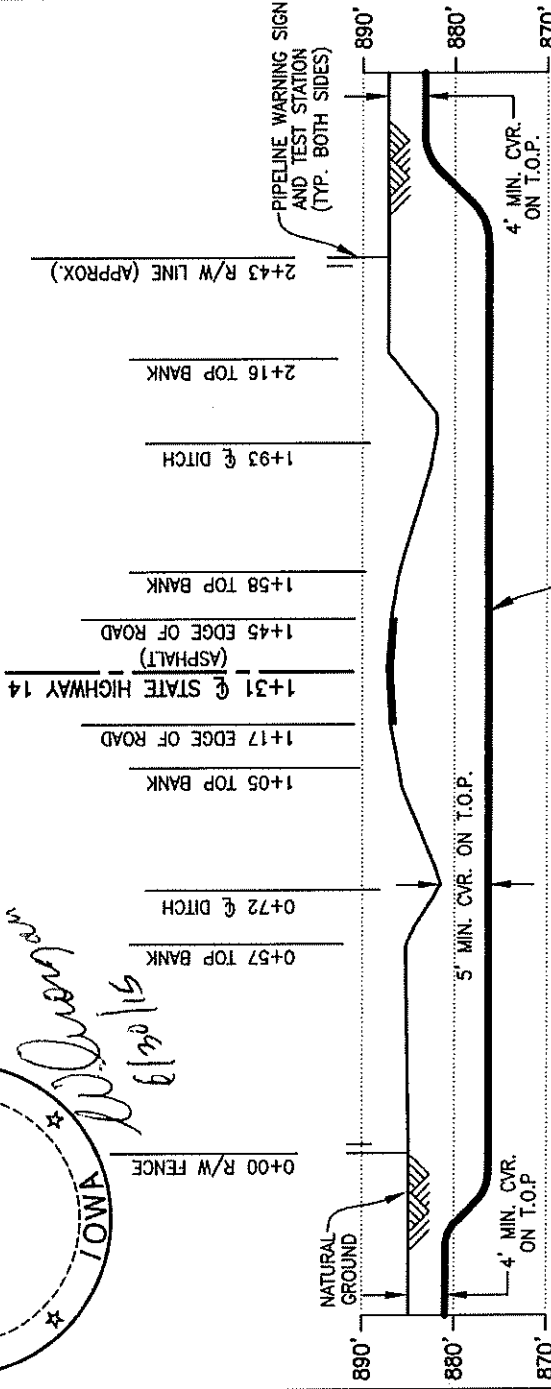 IOWA
6/30/15
0+00 R/W FENCE
0+57 TOP BANK
0+72 ℄ DITCH
1+05 TOP BANK
1+17 EDGE OF ROAD
1+31 ℄ STATE HIGHWAY 14
(ASPHALT)
1+45 EDGE OF ROAD
1+58 TOP BANK
1+93 ℄ DITCH
2+16 TOP BANK
2+43 R/W LINE (APPROX.)
PIPELINE WARNING SIGN
AND TEST STATION
(TYP. BOTH SIDES)
890'
880'
870'
NATURAL
GROUND
4' MIN. CVR.
ON T.O.P
5' MIN. CVR. ON T.O.P.
4' MIN. CVR.
ON T.O.P.
890'
880'
870'